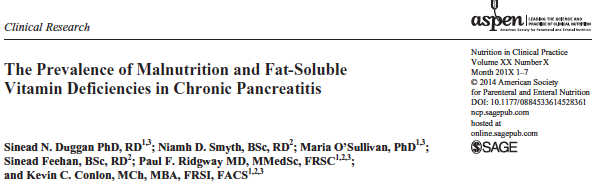 Clinical Research
aspen
LEADING THE SCIENCE AND
PRACTICE OF CLINICAL NUTRITION
American Society for Parenteral and Enteral Nutrition
The Prevalence of Malnutrition and Fat-Soluble
Vitamin Deficiencies in Chronic Pancreatitis
Nutrition in Clinical Practice
Volume XX Number X
Month 201X 1–7
© 2014 American Society
for Parenteral and Enteral Nutrition
DOI: 10.1177/0884533614528361
ncp.sagepub.com
hosted at
online.sagepub.com
SAGE
Sinead N. Duggan PhD, RD1,3; Niamh D. Smyth, BSc, RD2; Maria O’Sullivan, PhD1,3;
Sinead Feehan, BSc, RD2; Paul F. Ridgway MD, MMedSc, FRSC1,2,3;
and Kevin C. Conlon, MCh, MBA, FRSI, FACS1,2,3